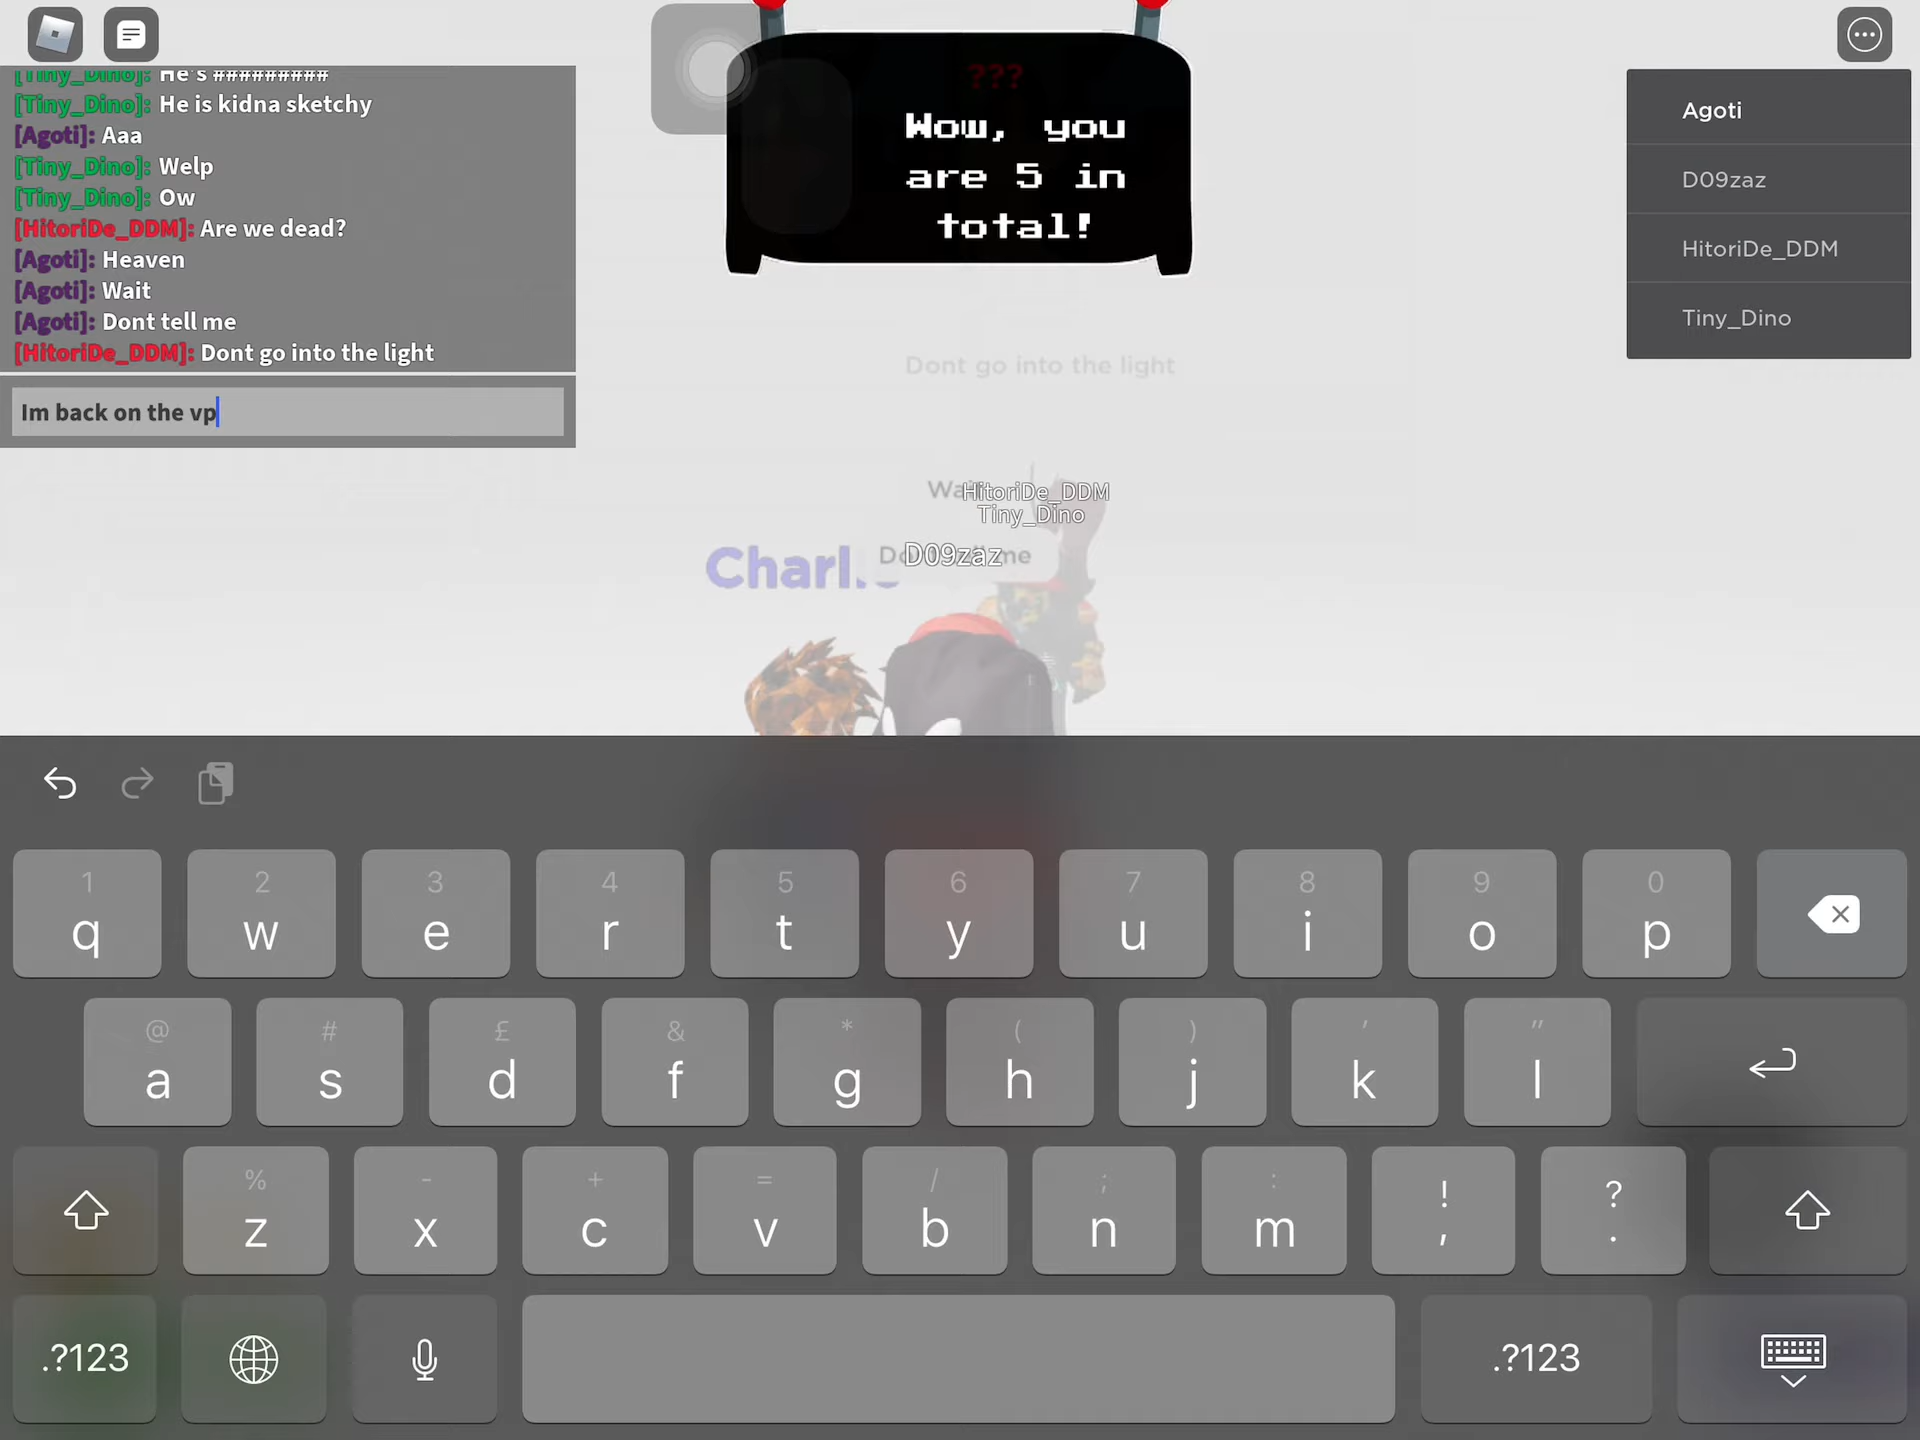 [Tiny_Dino]: He's #########
[Tiny_Dino]: He is kidna sketchy
[Agoti]: Aaa
[Tiny_Dino]: Welp
[Tiny_Dino]: Ow
[HitoriDe_DDM]: Are we dead?
[Agoti]: Heaven
[Agoti]: Wait
[Agoti]: Dont tell me
[HitoriDe_DDM]: Dont go into the light
Im back on the vp
???
Wow, you
are 5 in
total!
Agoti
D09zaz
HitoriDe_DDM
Tiny_Dino
Dont go into the light
HitoriDe_DDM
Tiny_Dino
D09zaz
1 2 3 4 5 6 7 8 9 0
q w e r t y u i o p
@ # £ & * ( ) ' "
a s d f g h j k l
% - + = / ; : ! ?
z x c v b n m , .
.?123 .?123